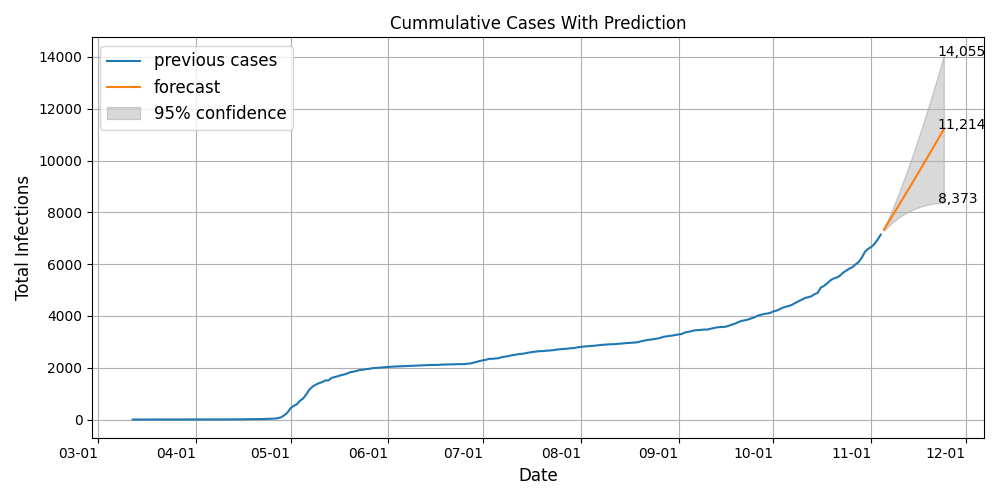 Cummulative Cases With Prediction
previous cases
forecast
95% confidence
14,055
11,214
8,373
14000
12000
10000
8000
6000
4000
2000
0
Total Infections
03-01 04-01 05-01 06-01 07-01 08-01 09-01 10-01 11-01 12-01
Date